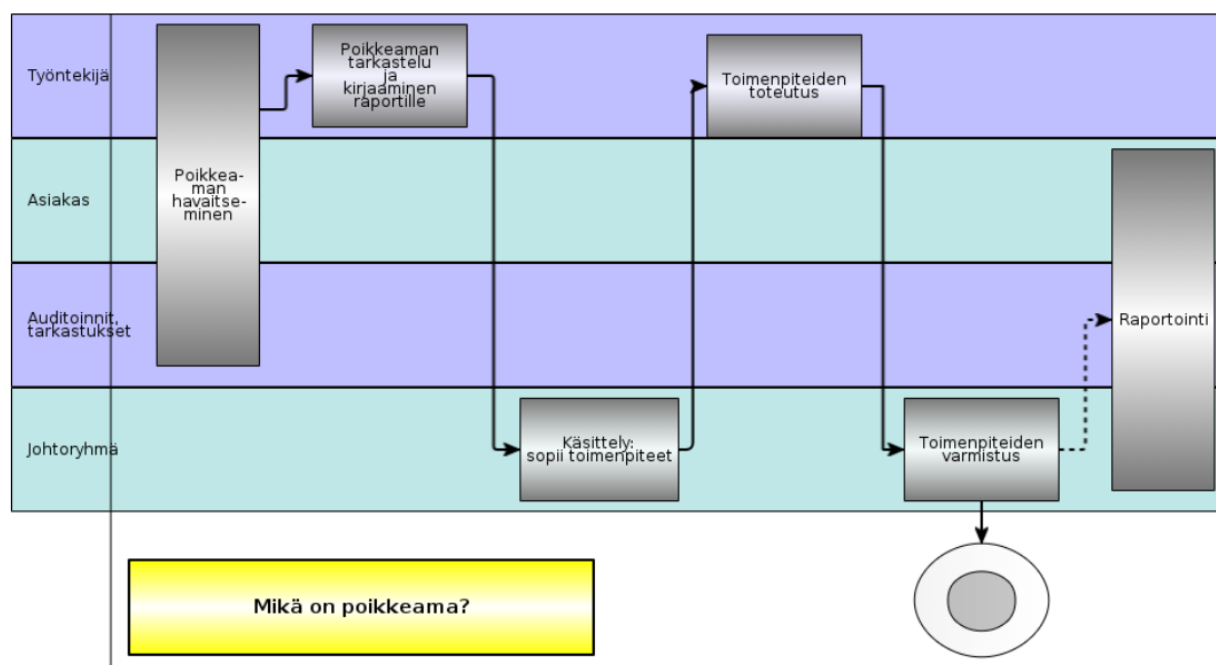 Työntekijä
Poikkeaman
tarkastelu
ja
kirjaaminen
raportille
Toimenpiteiden
toteutus
Asiakas
Poikkea-
man
havaitse-
minen
Auditoinnit,
tarkastukset
Raportointi
Johtoryhmä
Käsittely:
sopii toimenpiteet
Toimenpiteiden
varmistus
Mikä on poikkeama?